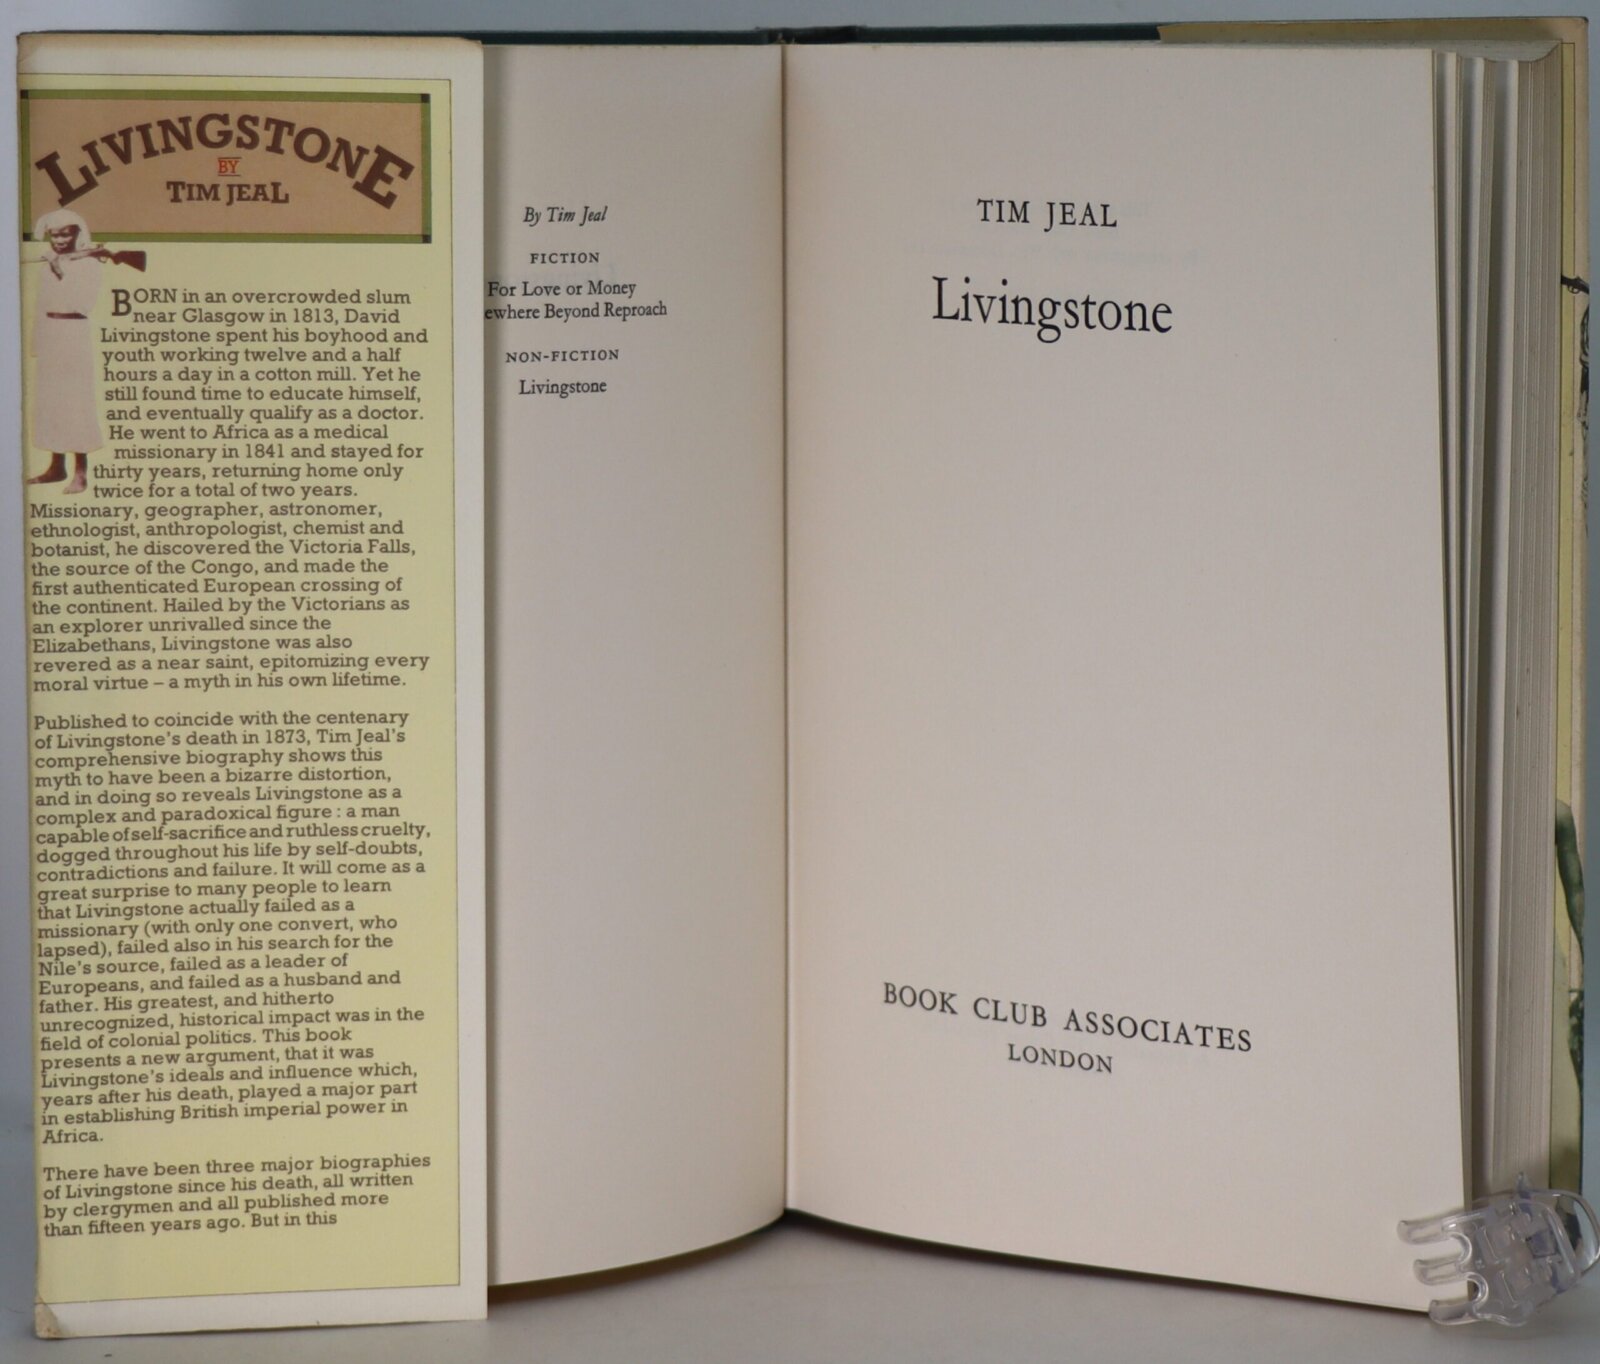 LIVINGSTONE
BY
TIM JEAL
BORN in an overcrowded slum
near Glasgow in 1813, David
Livingstone spent his boyhood and
youth working twelve and a half
hours a day in a cotton mill. Yet he
still found time to educate himself,
and eventually qualify as a doctor.
He went to Africa as a medical
missionary in 1841 and stayed for
thirty years, returning home only
twice for a total of two years.
Missionary, geographer, astronomer,
ethnologist, anthropologist, chemist and
botanist, he discovered the Victoria Falls,
the source of the Congo, and made the
first authenticated European crossing of
the continent. Hailed by the Victorians as
an explorer unrivalled since the
Elizabethans, Livingstone was also
revered as a near saint, epitomizing every
moral virtue – a myth in his own lifetime.
Published to coincide with the centenary
of Livingstone's death in 1873, Tim Jeal's
comprehensive biography shows this
myth to have been a bizarre distortion,
and in doing so reveals Livingstone as a
complex and paradoxical figure : a man
capable of self-sacrifice and ruthless cruelty,
dogged throughout his life by self-doubts,
contradictions and failure. It will come as a
great surprise to many people to learn
that Livingstone actually failed as a
missionary (with only one convert, who
lapsed), failed also in his search for the
Nile's source, failed as a leader of
Europeans, and failed as a husband and
father. His greatest, and hitherto
unrecognized, historical impact was in the
field of colonial politics. This book
presents a new argument, that it was
Livingstone's ideals and influence which,
years after his death, played a major part
in establishing British imperial power in
Africa.
There have been three major biographies
of Livingstone since his death, all written
by clergymen and all published more
than fifteen years ago. But in this
By Tim Jeal
FICTION
For Love or Money
ewhere Beyond Reproach
NON-FICTION
Livingstone
TIM JEAL
Livingstone
BOOK CLUB ASSOCIATES
LONDON